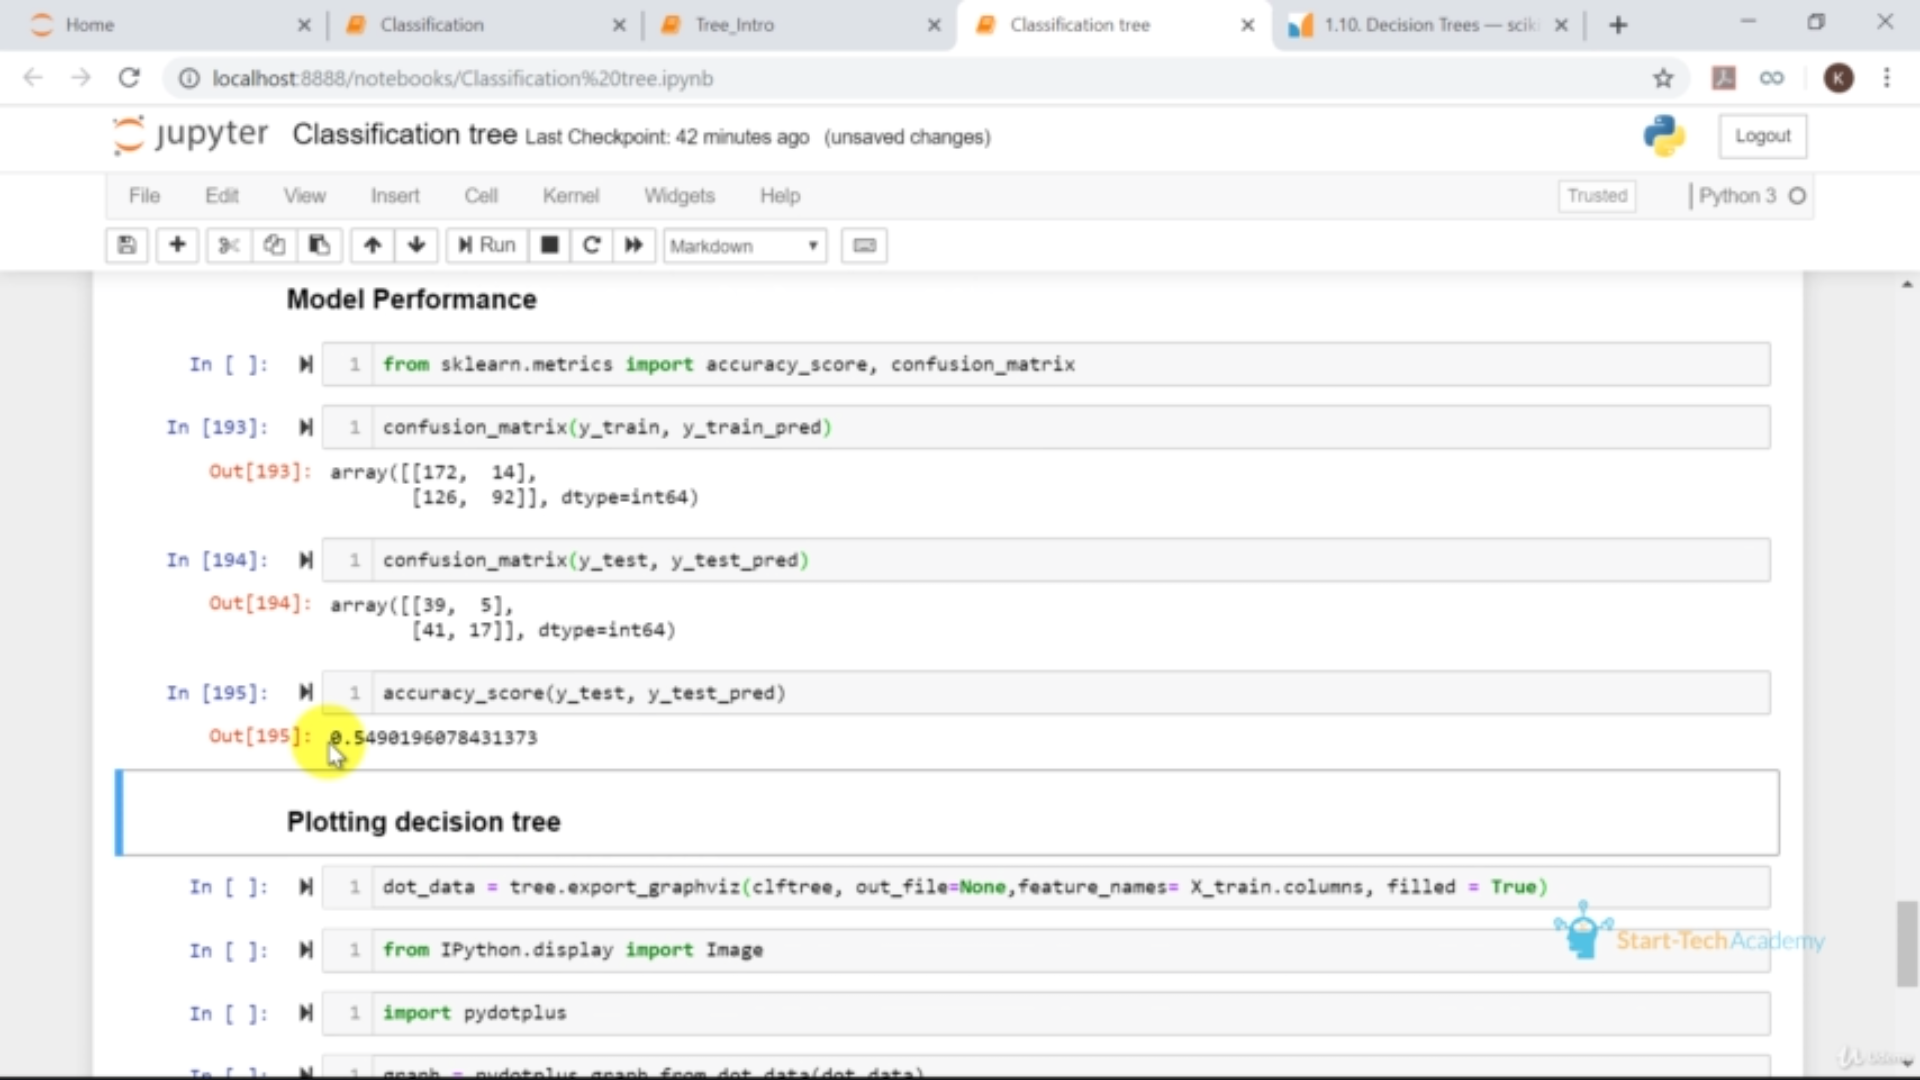 Home
Classification
Tree_Intro
Classification tree
1.10. Decision Trees — sciki
localhost:8888/notebooks/Classification%20tree.ipynb
K
jupyter Classification tree Last Checkpoint: 42 minutes ago (unsaved changes)
Logout
File Edit View Insert Cell Kernel Widgets Help
Trusted
Python 3
Run
Markdown
Model Performance
In [ ]: 1 from sklearn.metrics import accuracy_score, confusion_matrix
In [193]: 1 confusion_matrix(y_train, y_train_pred)
Out[193]: array([[172, 14],
[126, 92]], dtype=int64)
In [194]: 1 confusion_matrix(y_test, y_test_pred)
Out[194]: array([[39, 5],
[41, 17]], dtype=int64)
In [195]: 1 accuracy_score(y_test, y_test_pred)
Out[195]: 0.5490196078431373
Plotting decision tree
In [ ]: 1 dot_data = tree.export_graphviz(clftree, out_file=None,feature_names= X_train.columns, filled = True)
Start-TechAcademy
In [ ]: 1 from IPython.display import Image
In [ ]: 1 import pydotplus
In [ ]: 1 graph = pydotplus.graph_from_dot_data(dot_data)